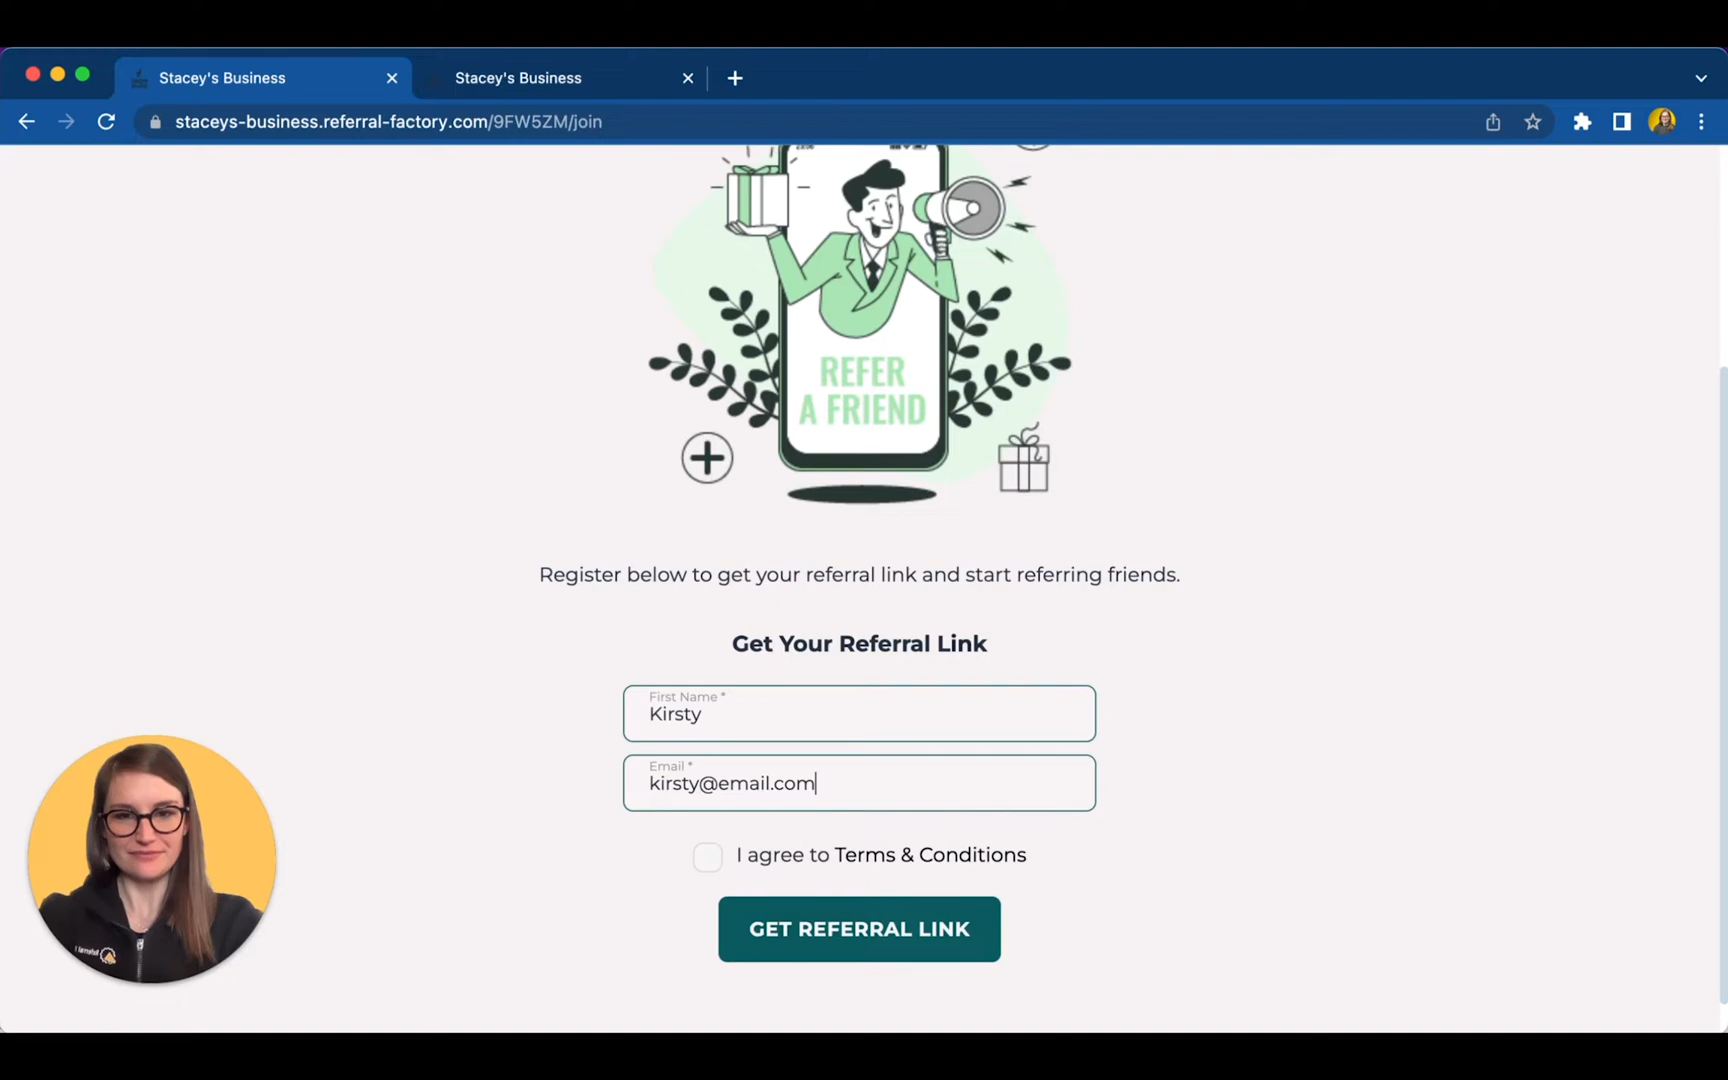 Stacey's Business
Stacey's Business
staceys-business.referral-factory.com/9FW5ZM/join
REFER
A FRIEND
Register below to get your referral link and start referring friends.
Get Your Referral Link
First Name *
Kirsty
Email *
kirsty@email.com
I agree to Terms & Conditions
GET REFERRAL LINK